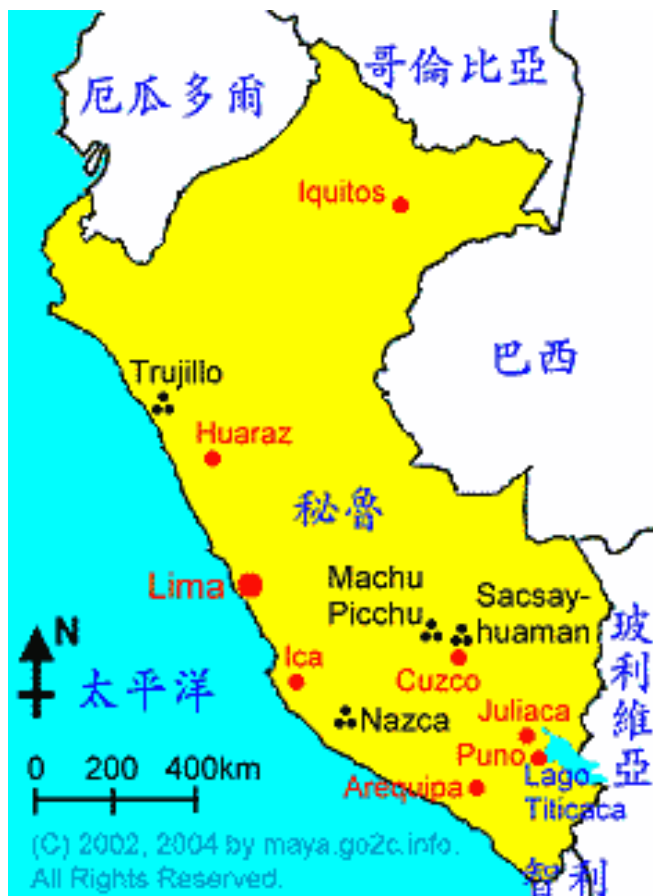 哥倫比亞
厄瓜多爾
Iquitos
巴西
Trujillo
Huaraz
秘魯
Lima
Machu
Picchu
Sacsay-
huaman
玻利維亞
N
太平洋
Ica
Cuzco
Nazca
Juliaca
Puno
0 200 400km
Arequipa
Lago
Titicaca
智利
(C) 2002, 2004 by maya.go2c.info.
All Rights Reserved.